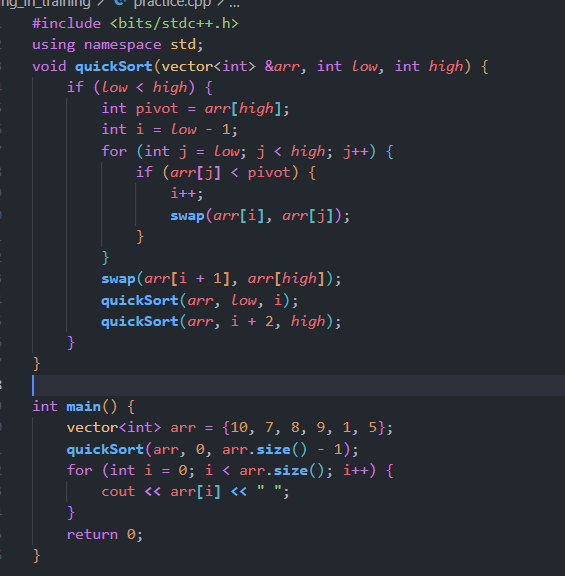 ng_in_training > practice.cpp > ...
#include <bits/stdc++.h>
using namespace std;
void quickSort(vector<int> &arr, int low, int high) {
    if (low < high) {
        int pivot = arr[high];
        int i = low - 1;
        for (int j = low; j < high; j++) {
            if (arr[j] < pivot) {
                i++;
                swap(arr[i], arr[j]);
            }
        }
        swap(arr[i + 1], arr[high]);
        quickSort(arr, low, i);
        quickSort(arr, i + 2, high);
    }
}
int main() {
    vector<int> arr = {10, 7, 8, 9, 1, 5};
    quickSort(arr, 0, arr.size() - 1);
    for (int i = 0; i < arr.size(); i++) {
        cout << arr[i] << " ";
    }
    return 0;
}